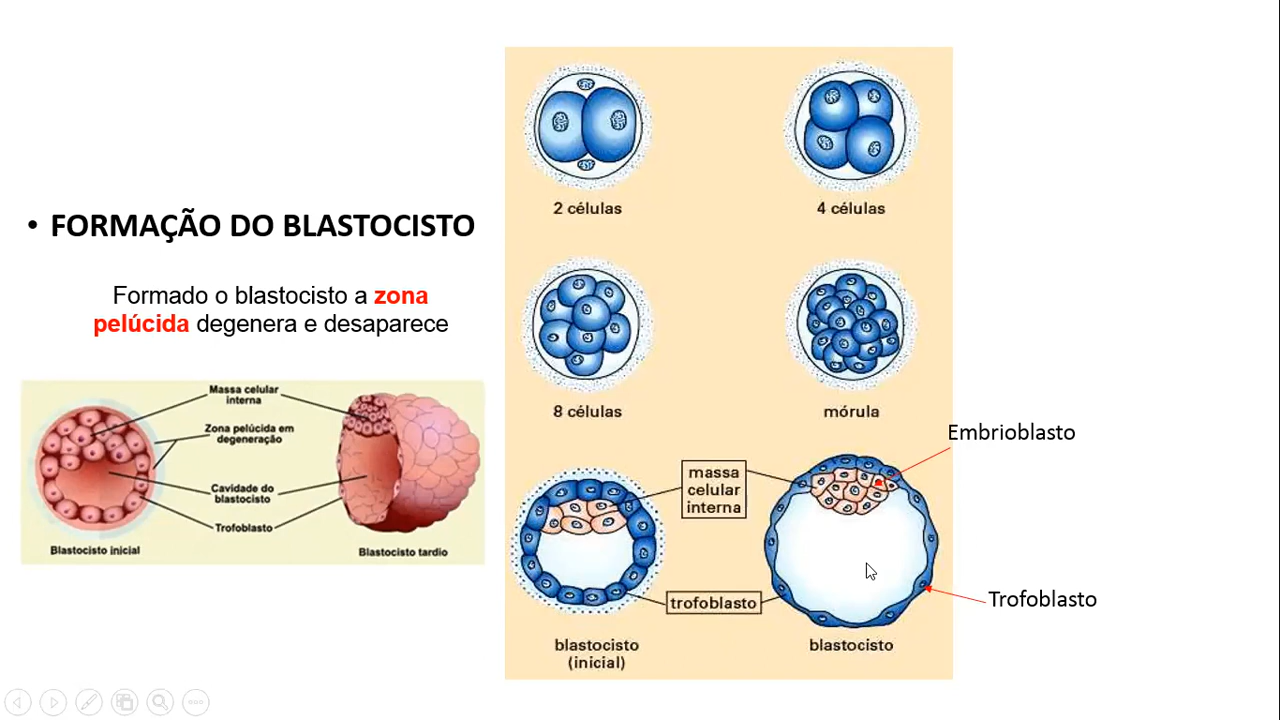 • FORMAÇÃO DO BLASTOCISTO
Formado o blastocisto a zona
pelúcida degenera e desaparece
Massa celular
interna
Zona pelúcida em
degeneração
Cavidade do
blastocisto
Trofoblasto
Blastocisto inicial
Blastocisto tardio
2 células
4 células
8 células
mórula
massa
celular
interna
trofoblasto
blastocisto
(inicial)
blastocisto
Embrioblasto
Trofoblasto